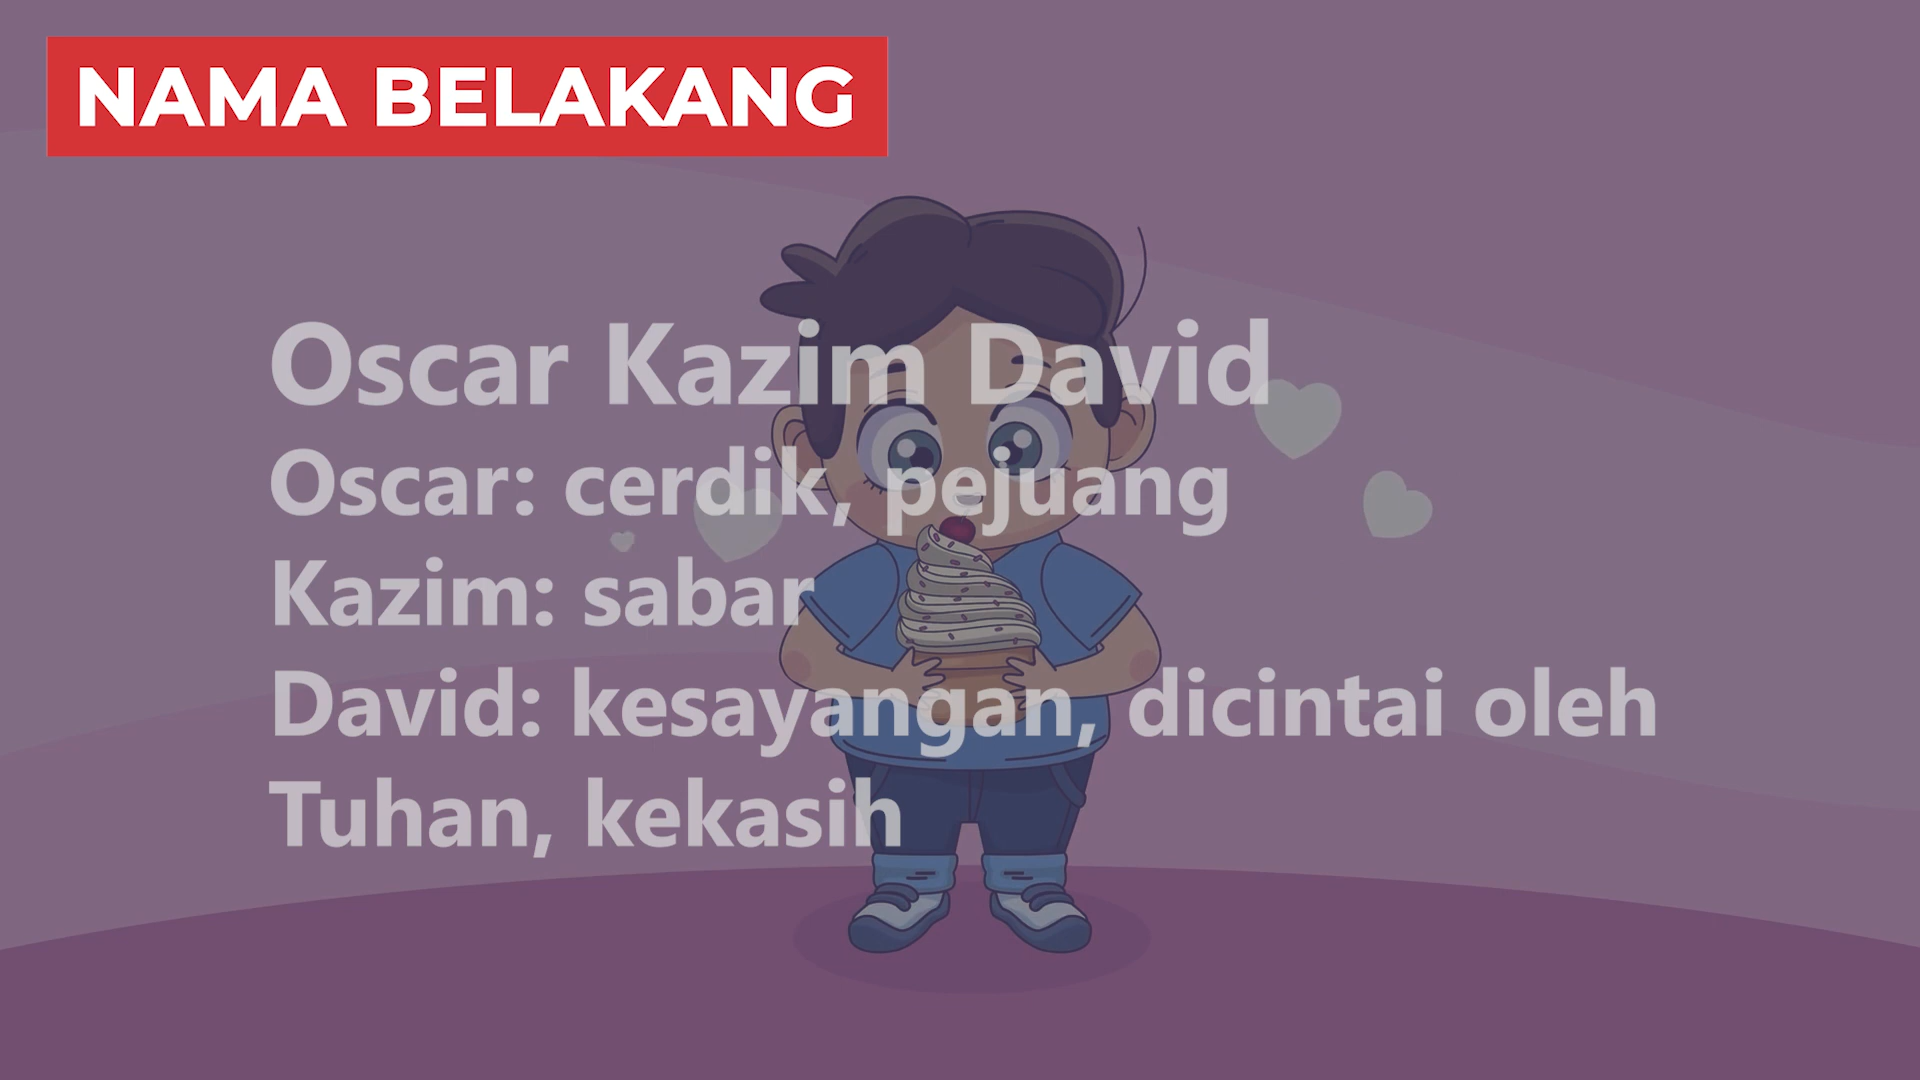 NAMA BELAKANG
Oscar Kazim David
Oscar: cerdik, pejuang
Kazim: sabar
David: kesayangan, dicintai oleh
Tuhan, kekasih